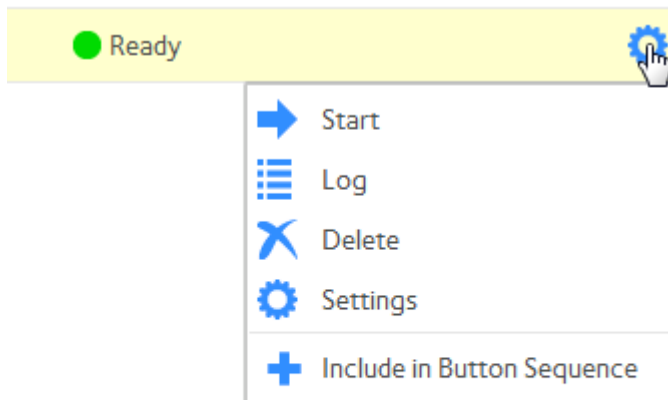 Ready
Start
Log
Delete
Settings
Include in Button Sequence